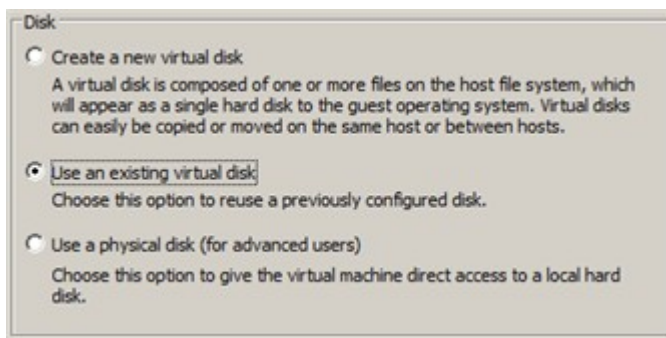 Disk
Create a new virtual disk
A virtual disk is composed of one or more files on the host file system, which
will appear as a single hard disk to the guest operating system. Virtual disks
can easily be copied or moved on the same host or between hosts.
Use an existing virtual disk
Choose this option to reuse a previously configured disk.
Use a physical disk (for advanced users)
Choose this option to give the virtual machine direct access to a local hard
disk.